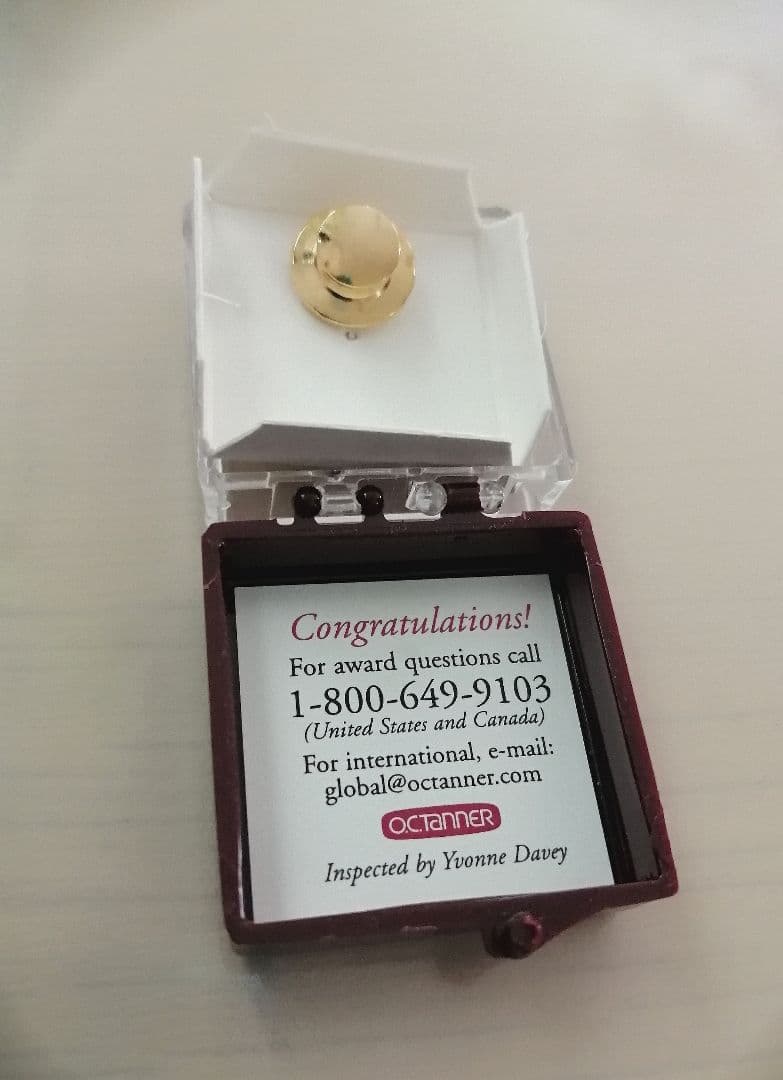 Congratulations!
For award questions call
1-800-649-9103
(United States and Canada)
For international, e-mail:
global@octanner.com
O.C.TANNER
Inspected by Yvonne Davey